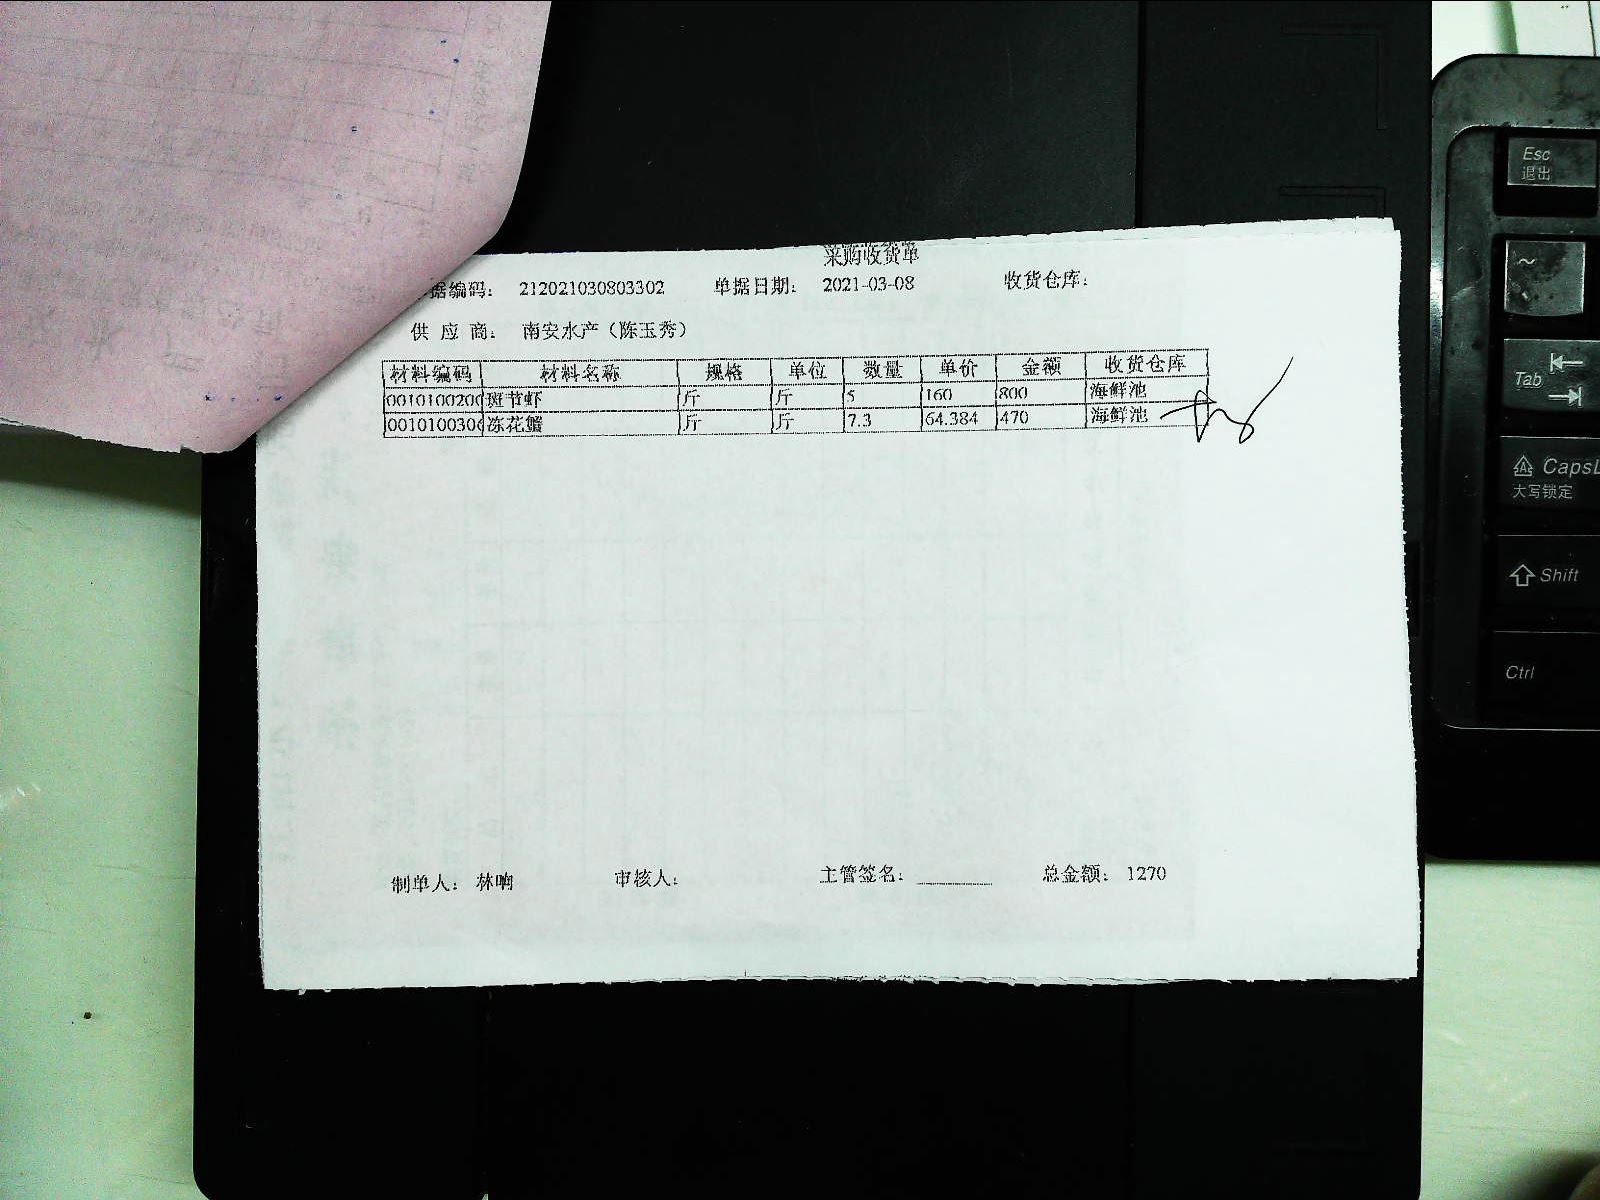 采购收货单
据编码： 212021030803302 单据日期： 2021-03-08 收货仓库：
供 应 商： 南安水产（陈玉秀）
材料编码 材料名称 规格 单位 数量 单价 金额 收货仓库
0010100200 斑节虾 斤 斤 5 160 800 海鲜池
0010100306 冻花蟹 斤 斤 7.3 64.384 470 海鲜池
制单人： 林响 审核人： 主管签名： 总金额： 1270
Esc
退出
~
Tab
Caps
大写锁定
Shift
Ctrl